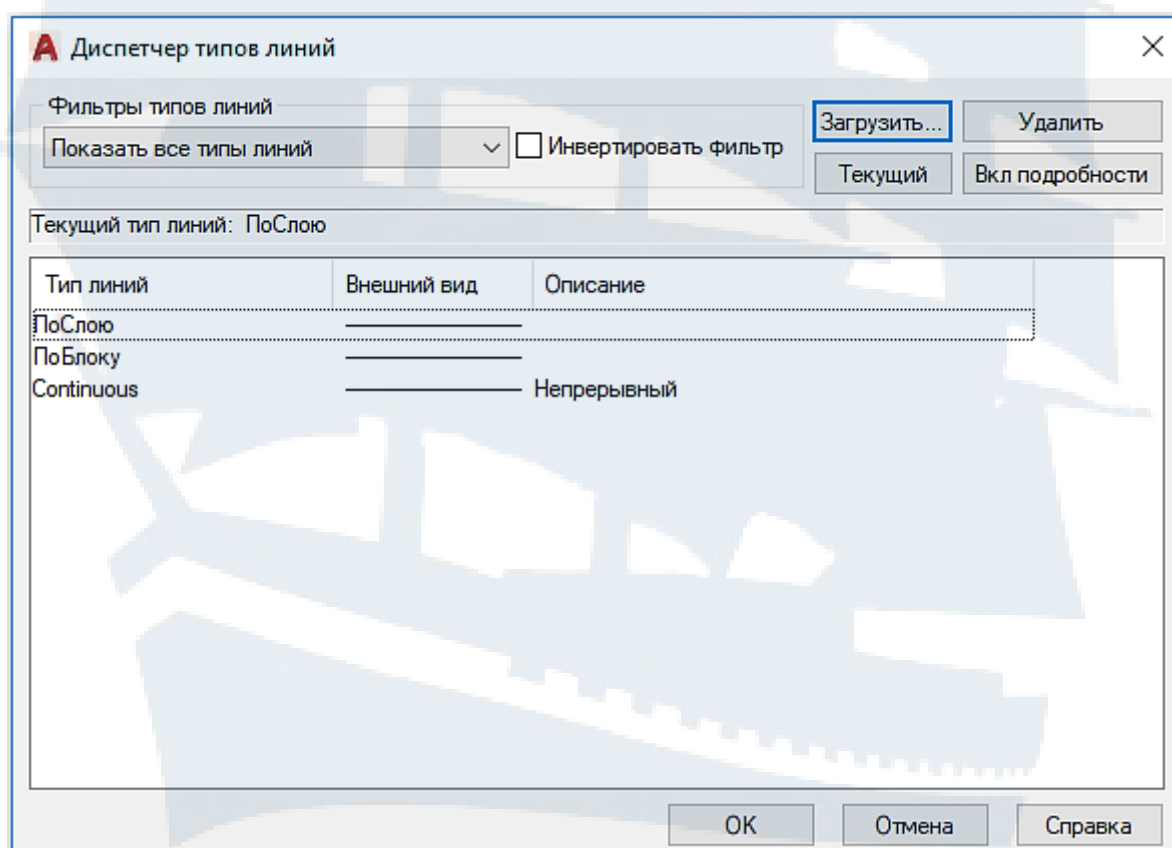 Диспетчер типов линий
Фильтры типов линий
Показать все типы линий
Инвертировать фильтр
Загрузить...
Удалить
Текущий
Вкл подробности
Текущий тип линий: ПоСлою
Тип линий Внешний вид Описание
ПоСлою
ПоБлоку
Continuous Непрерывный
ОК Отмена Справка